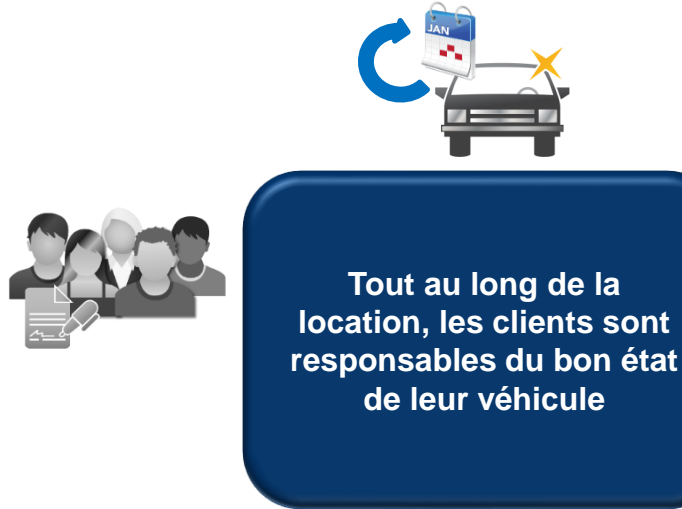 JAN
Tout au long de la
location, les clients sont
responsables du bon état
de leur véhicule